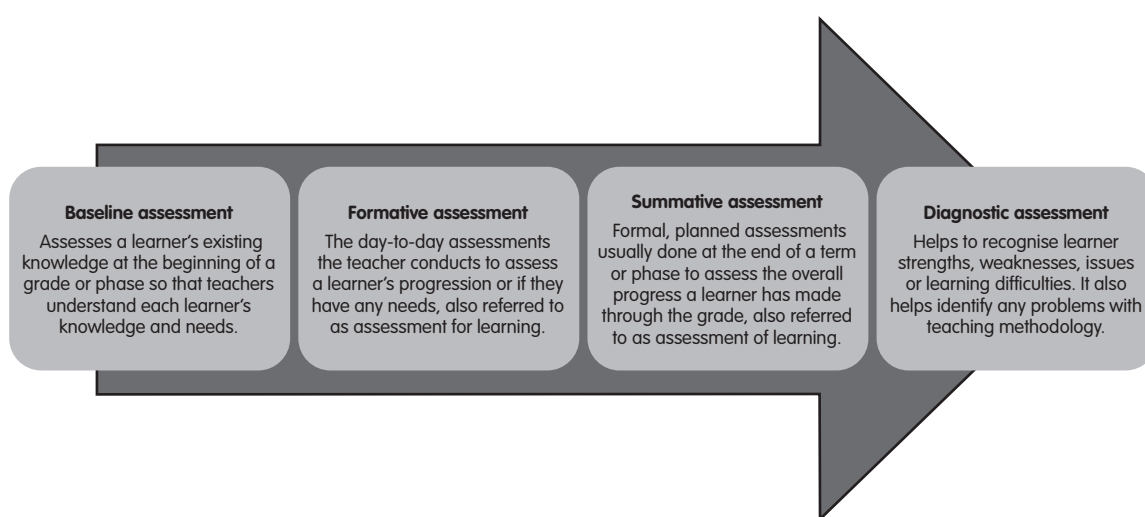 Baseline assessment
Assesses a learner’s existing
knowledge at the beginning of a
grade or phase so that teachers
understand each learner’s
knowledge and needs.
Formative assessment
The day-to-day assessments
the teacher conducts to assess
a learner’s progression or if they
have any needs, also referred to
as assessment for learning.
Summative assessment
Formal, planned assessments
usually done at the end of a term
or phase to assess the overall
progress a learner has made
through the grade, also referred
to as assessment of learning.
Diagnostic assessment
Helps to recognise learner
strengths, weaknesses, issues
or learning difficulties. It also
helps identify any problems with
teaching methodology.